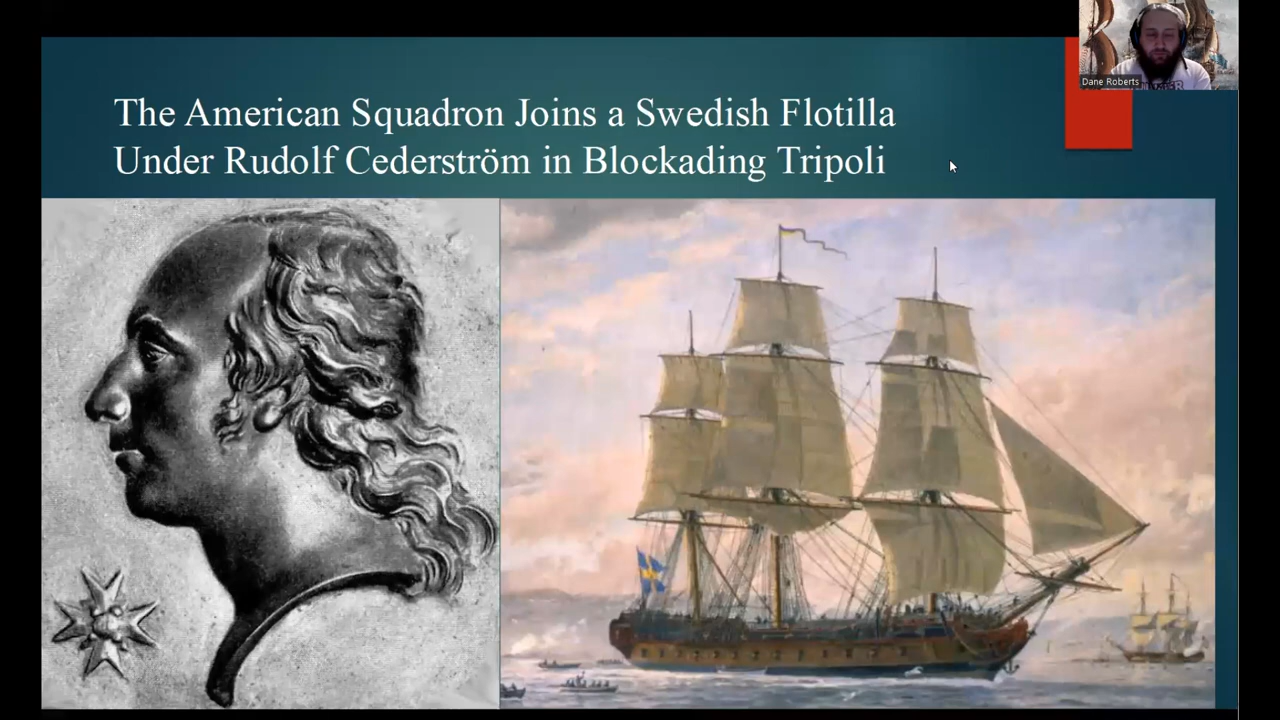 The American Squadron Joins a Swedish Flotilla
Under Rudolf Cederström in Blockading Tripoli
Dane Roberts